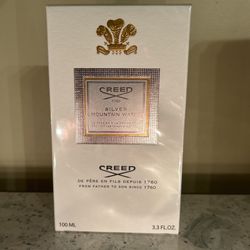 CREED
1760
SILVER
MOUNTAIN WATER
CREED
DE PÈRE EN FILS DEPUIS 1760
FROM FATHER TO SON SINCE 1760
100 ML
3.3 FL.OZ.